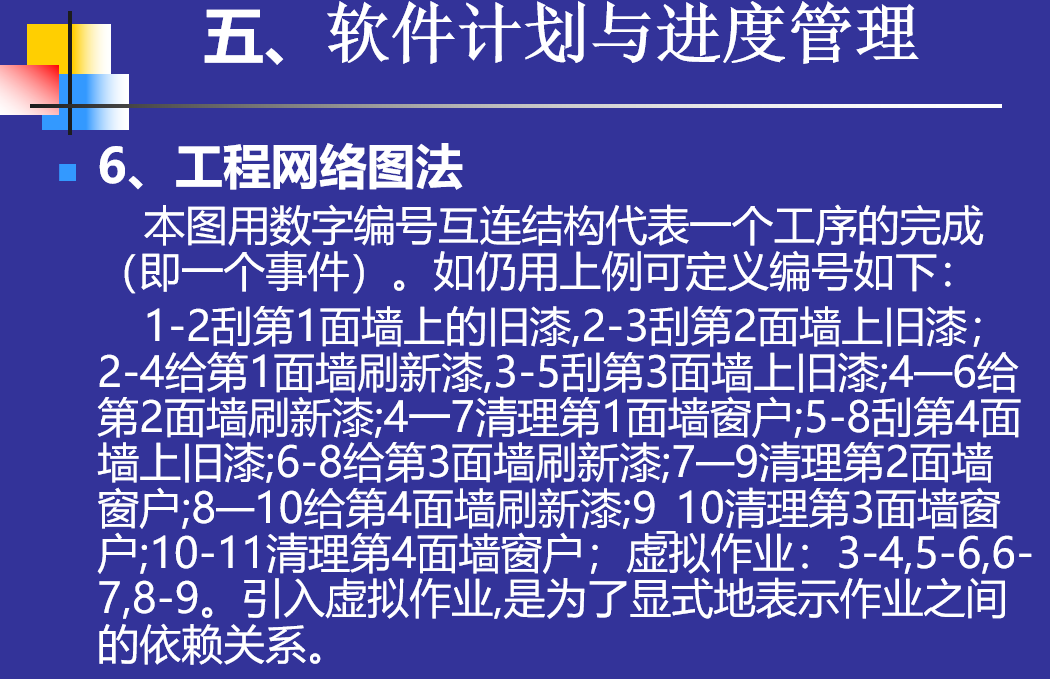 五、软件计划与进度管理
6、工程网络图法
本图用数字编号互连结构代表一个工序的完成
（即一个事件）。如仍用上例可定义编号如下：
1-2刮第1面墙上的旧漆,2-3刮第2面墙上旧漆；
2-4给第1面墙刷新漆,3-5刮第3面墙上旧漆;4—6给
第2面墙刷新漆;4—7清理第1面墙窗户;5-8刮第4面
墙上旧漆;6-8给第3面墙刷新漆;7—9清理第2面墙
窗户;8—10给第4面墙刷新漆;9_10清理第3面墙窗
户;10-11清理第4面墙窗户；虚拟作业：3-4,5-6,6-
7,8-9。引入虚拟作业,是为了显式地表示作业之间
的依赖关系。